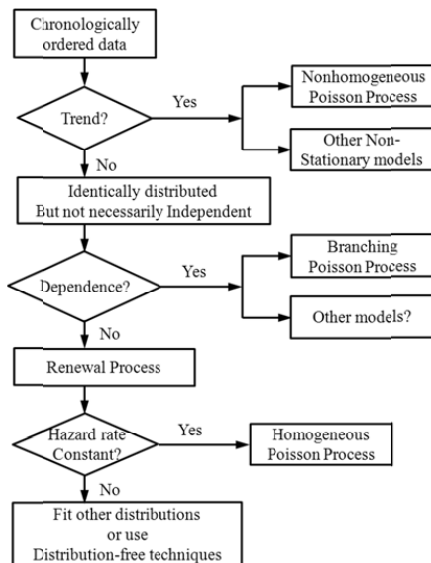 Chronologically
ordered data
Trend?
Yes
Nonhomogeneous
Poisson Process
Other Non-
Stationary models
No
Identically distributed
But not necessarily Independent
Dependence?
Yes
Branching
Poisson Process
Other models?
No
Renewal Process
Hazard rate
Constant?
Yes
Homogeneous
Poisson Process
No
Fit other distributions
or use
Distribution-free techniques